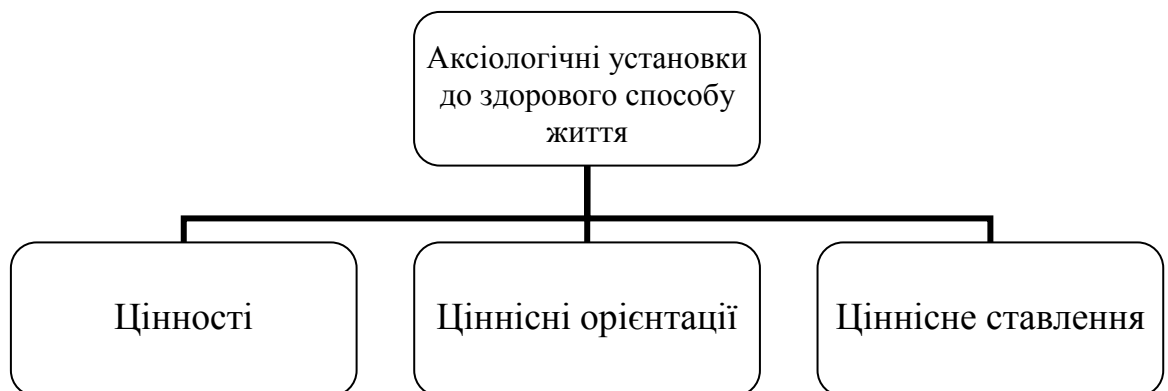 Аксіологічні установки
до здорового способу
життя
Цінності
Ціннісні орієнтації
Ціннісне ставлення